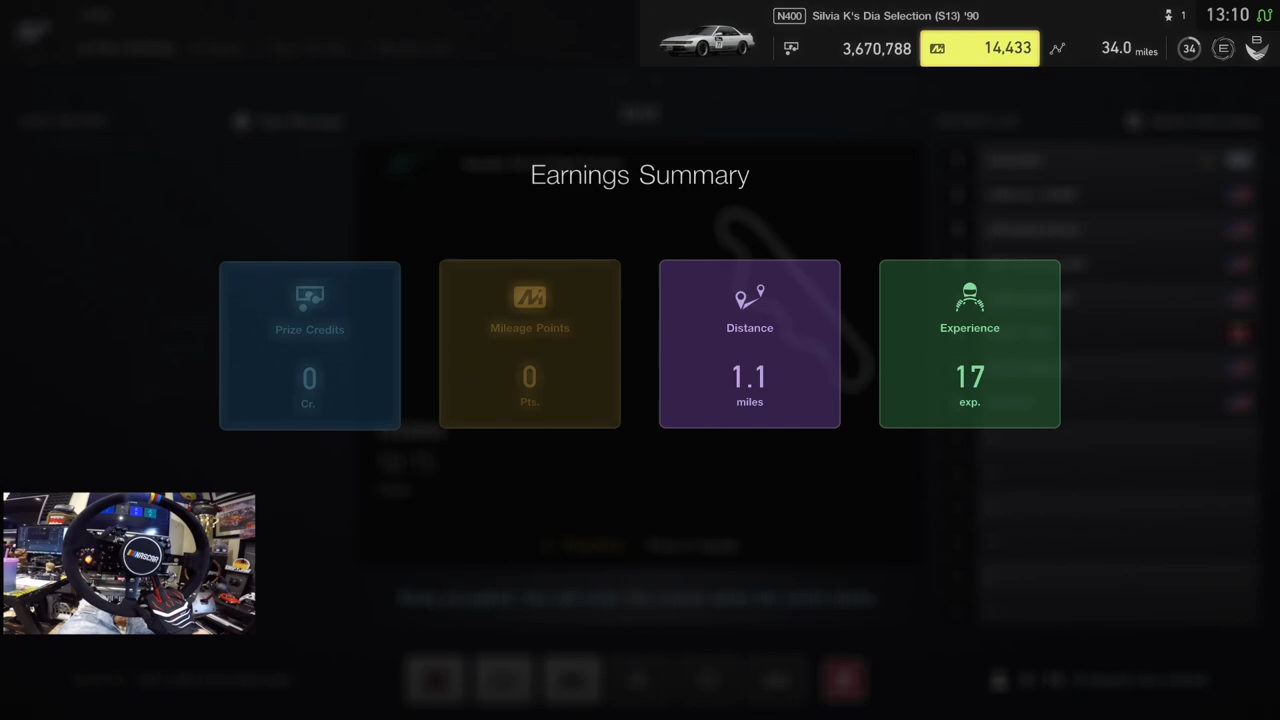 N400 Silvia K's Dia Selection (S13) '90
1
13:10
3,670,788
14,433
34.0 miles
34
E
B
Earnings Summary
Prize Credits
0
Cr.
Mileage Points
0
Pts.
Distance
1.1
miles
Experience
17
exp.
NASCAR